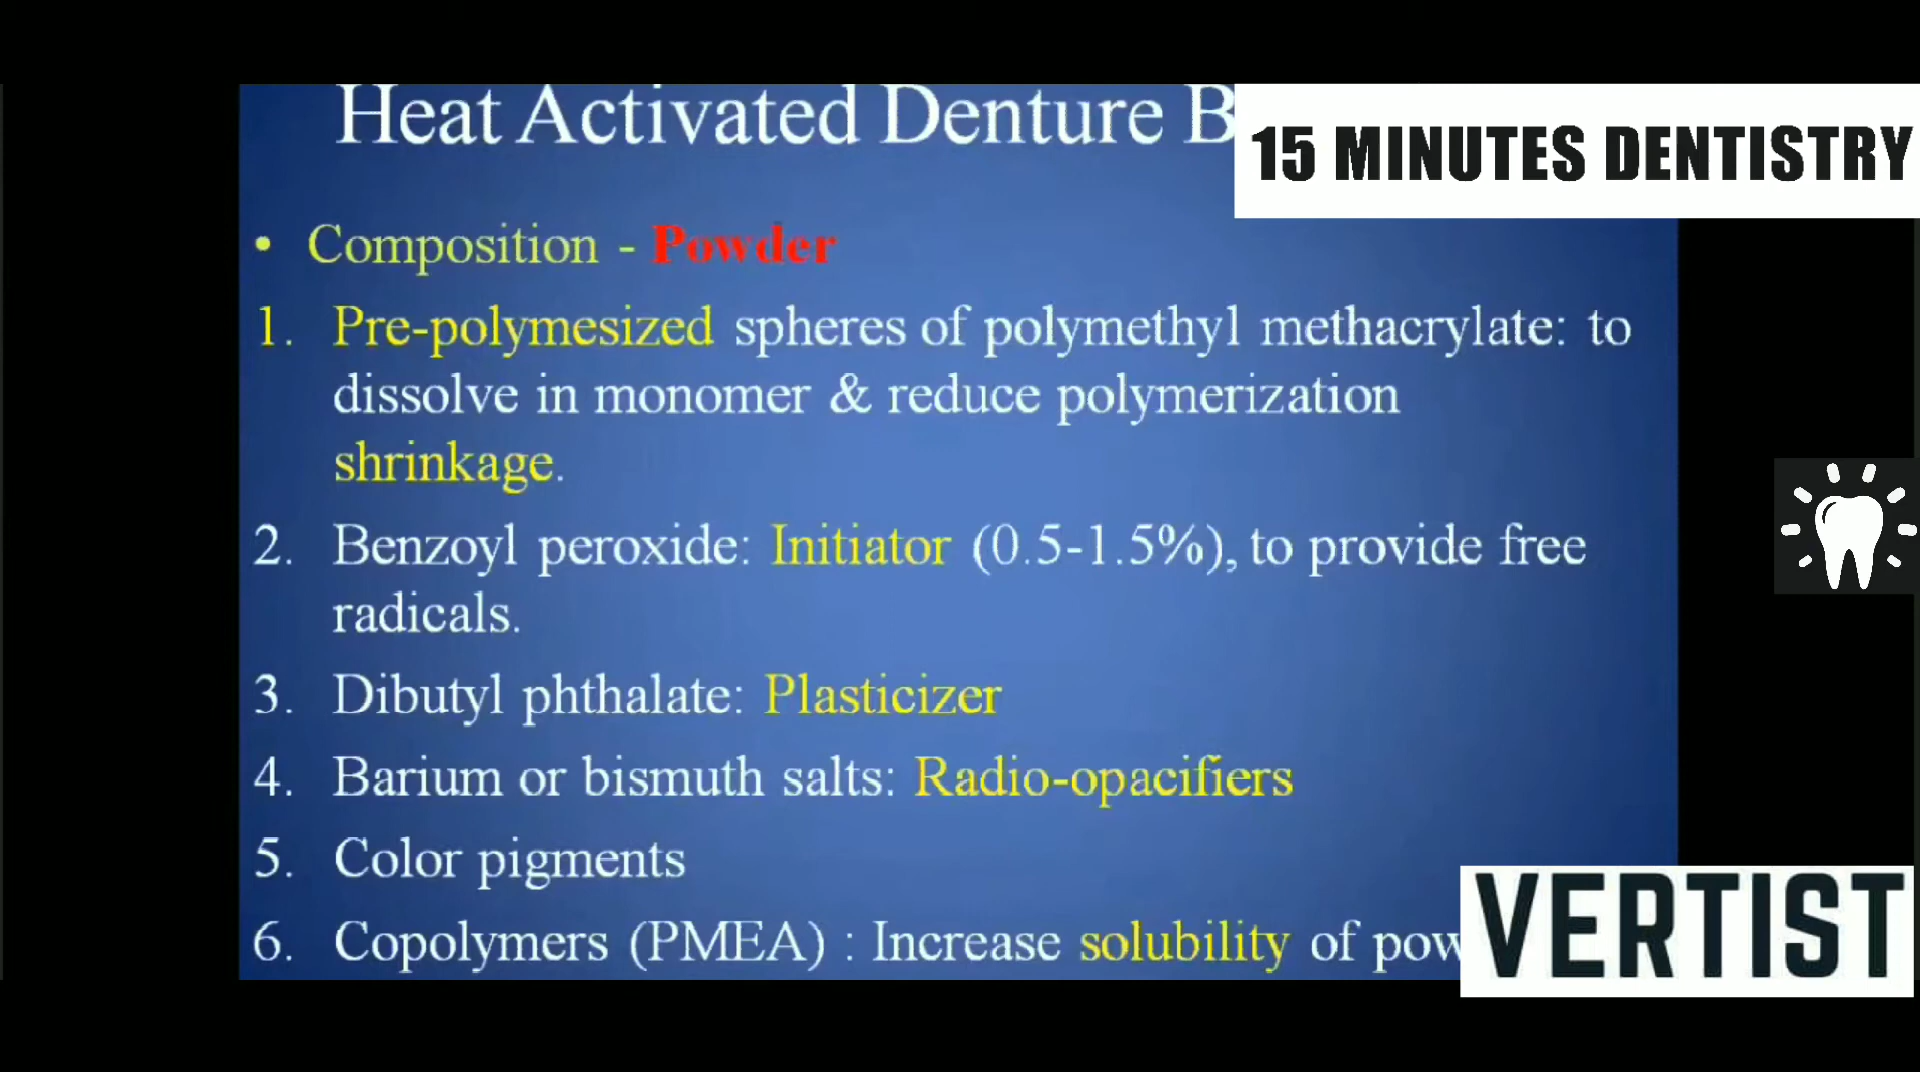 Heat Activated Denture
15 MINUTES DENTISTRY
• Composition - Powder
1. Pre-polymesized spheres of polymethyl methacrylate: to
dissolve in monomer & reduce polymerization
shrinkage.
2. Benzoyl peroxide: Initiator (0.5-1.5%), to provide free
radicals.
3. Dibutyl phthalate: Plasticizer
4. Barium or bismuth salts: Radio-opacifiers
5. Color pigments
6. Copolymers (PMEA) : Increase solubility of
VERTIST